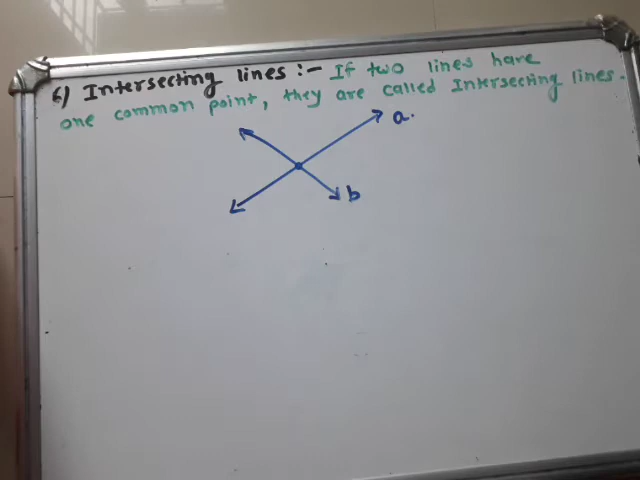 6) Intersecting lines :- If two lines have
one common point, they are called Intersecting lines.
a.
b